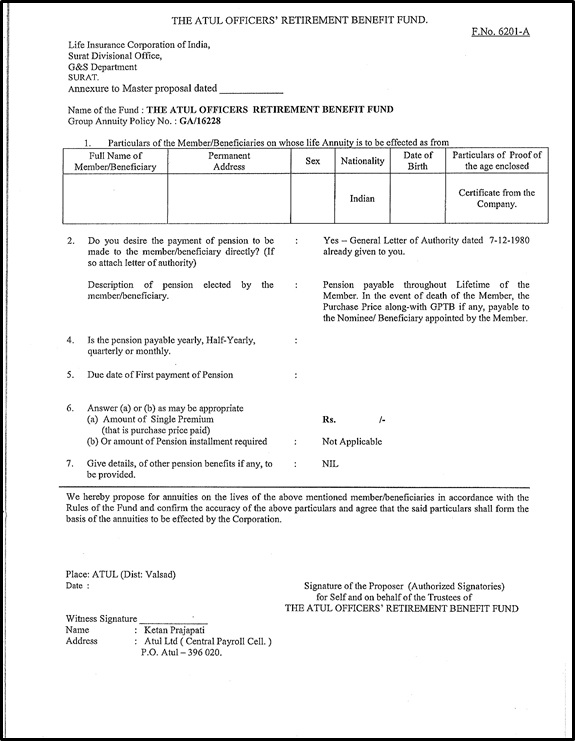 THE ATUL OFFICERS' RETIREMENT BENEFIT FUND.
F.No. 6201-A
Life Insurance Corporation of India,
Surat Divisional Office,
G&S Department
SURAT.
Annexure to Master proposal dated ____________
Name of the Fund : THE ATUL OFFICERS RETIREMENT BENEFIT FUND
Group Annuity Policy No. : GA/16228
1. Particulars of the Member/Beneficiaries on whose life Annuity is to be effected as from
Full Name of Member/Beneficiary Permanent Address Sex Nationality Date of Birth Particulars of Proof of the age enclosed
Indian Certificate from the Company.
2. Do you desire the payment of pension to be : Yes – General Letter of Authority dated 7-12-1980
made to the member/beneficiary directly? (If already given to you.
so attach letter of authority)
Description of pension elected by the : Pension payable throughout Lifetime of the
member/beneficiary. Member. In the event of death of the Member, the
Purchase Price along-with GPTB if any, payable to
the Nominee/ Beneficiary appointed by the Member.
4. Is the pension payable yearly, Half-Yearly, :
quarterly or monthly.
5. Due date of First payment of Pension :
6. Answer (a) or (b) as may be appropriate
(a) Amount of Single Premium Rs. /-
(that is purchase price paid)
(b) Or amount of Pension installment required : Not Applicable
7. Give details, of other pension benefits if any, to : NIL
be provided.
We hereby propose for annuities on the lives of the above mentioned member/beneficiaries in accordance with the
Rules of the Fund and confirm the accuracy of the above particulars and agree that the said particulars shall form the
basis of the annuities to be effected by the Corporation.
Place: ATUL (Dist: Valsad)
Date :
Signature of the Proposer (Authorized Signatories)
for Self and on behalf of the Trustees of
THE ATUL OFFICERS' RETIREMENT BENEFIT FUND
Witness Signature ____________
Name : Ketan Prajapati
Address : Atul Ltd ( Central Payroll Cell. )
P.O. Atul – 396 020.